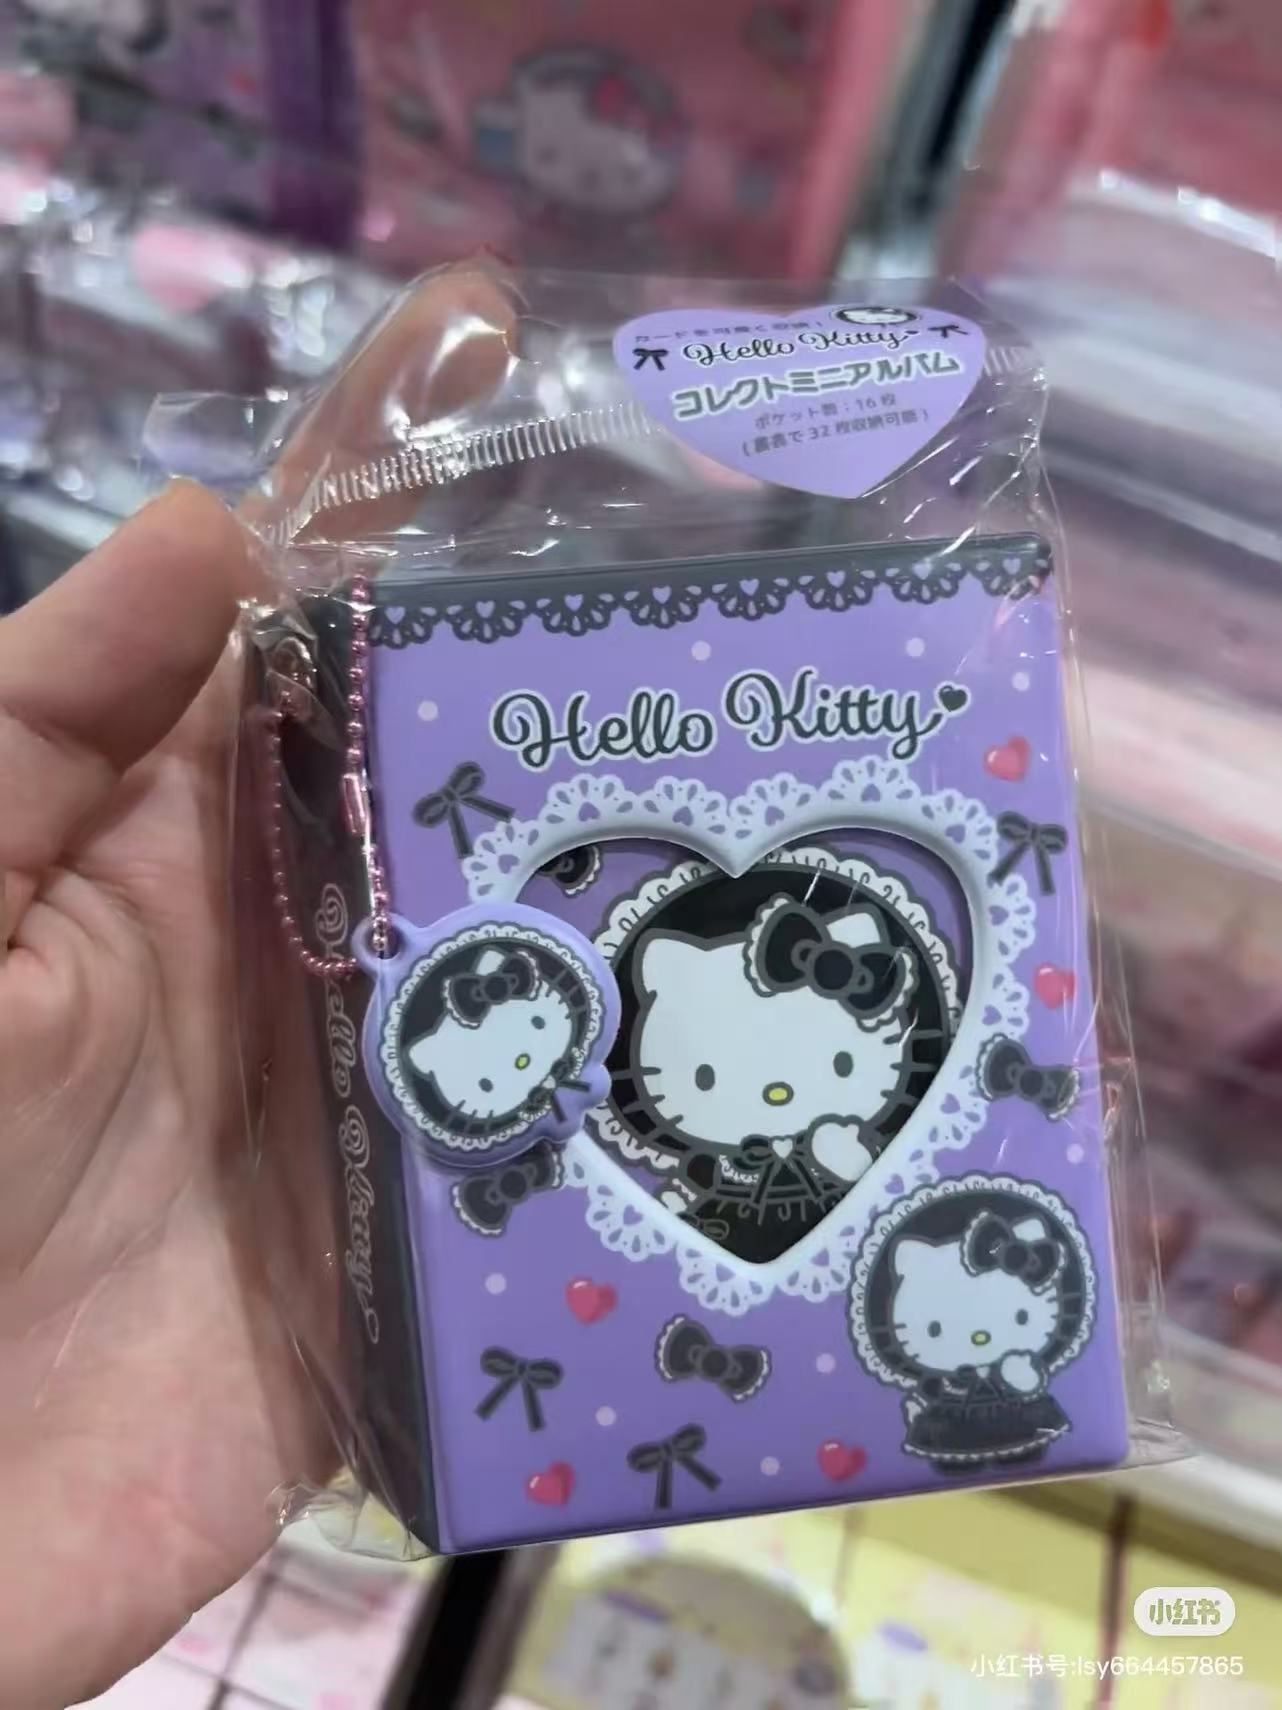 カードを可愛く収納！
Hello Kitty
コレクトミニアルバム
ポケット数：16枚
(裏表で32枚収納可能)
Hello Kitty
Hello Kitty
小红书
小红书号:lsy664457865